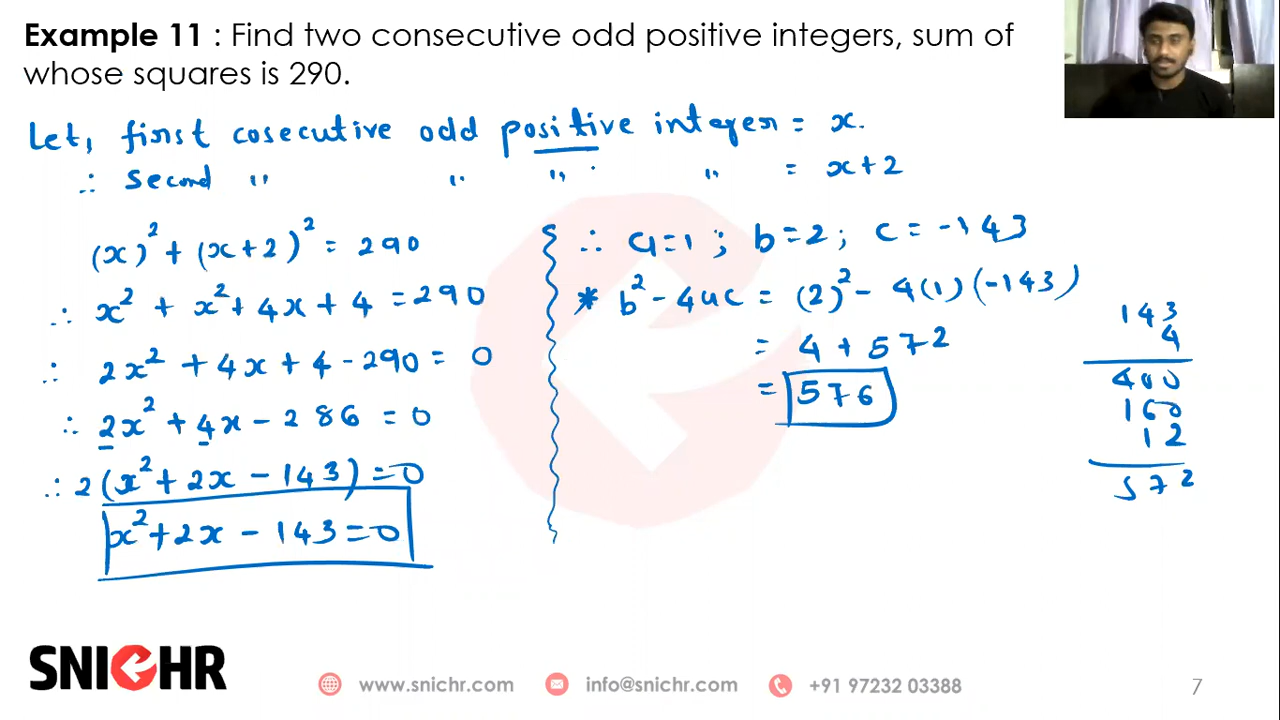 Example 11 : Find two consecutive odd positive integers, sum of
whose squares is 290.
Let, first cosecutive odd positive integer = x.
∴ second " " " " = x+2
(x)² + (x+2)² = 290
∴ x² + x² + 4x + 4 = 290
∴ 2x² + 4x + 4 - 290 = 0
∴ 2x² + 4x - 286 = 0
∴ 2(x² + 2x - 143) = 0
x² + 2x - 143 = 0
∴ a=1 ; b=2 ; c = -143
* b² - 4ac = (2)² - 4(1)(-143)
= 4 + 572
= 576
143
4
400
160
12
572
SNICHR
www.snichr.com info@snichr.com +91 97232 03388
7